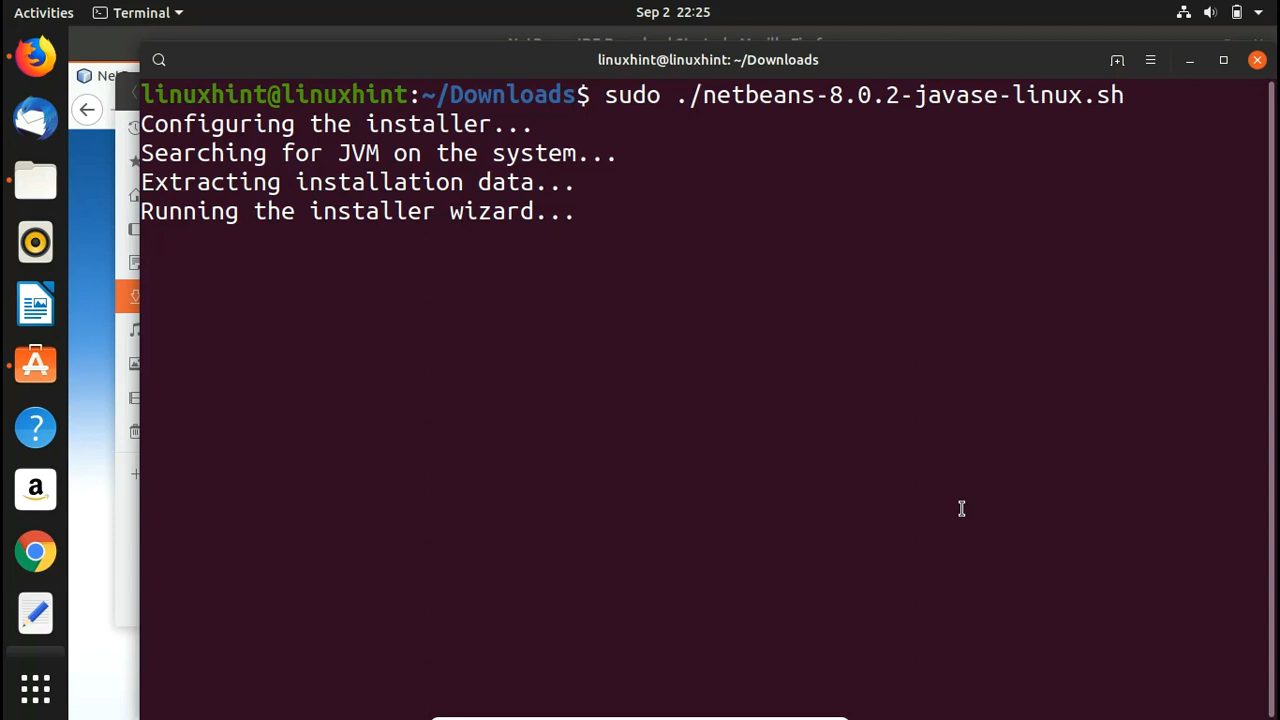 Activities
Terminal
Sep 2 22:25
linuxhint@linuxhint: ~/Downloads
Net
linuxhint@linuxhint:~/Downloads$ sudo ./netbeans-8.0.2-javase-linux.sh
Configuring the installer...
Searching for JVM on the system...
Extracting installation data...
Running the installer wizard...